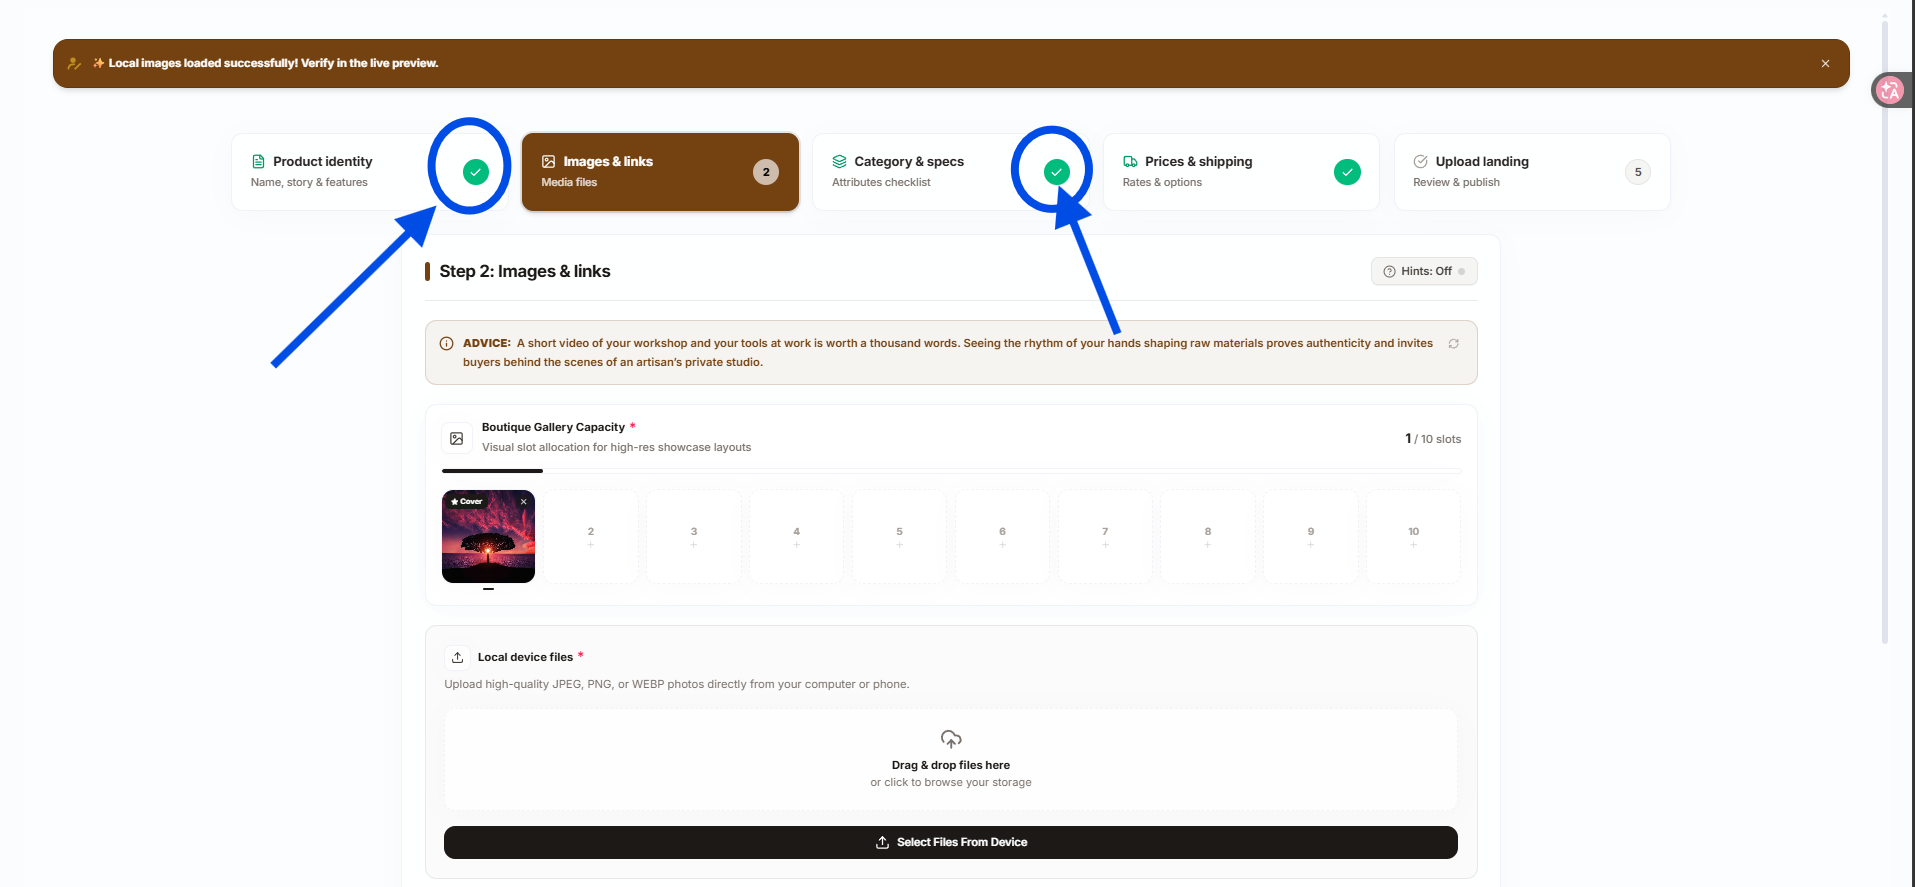 ✨ Local images loaded successfully! Verify in the live preview.
Product identity
Name, story & features
Images & links
Media files
2
Category & specs
Attributes checklist
Prices & shipping
Rates & options
Upload landing
Review & publish
5
Step 2: Images & links
Hints: Off
ADVICE: A short video of your workshop and your tools at work is worth a thousand words. Seeing the rhythm of your hands shaping raw materials proves authenticity and invites
buyers behind the scenes of an artisan's private studio.
Boutique Gallery Capacity *
Visual slot allocation for high-res showcase layouts
1 / 10 slots
★ Cover
2
3
4
5
6
7
8
9
10
Local device files *
Upload high-quality JPEG, PNG, or WEBP photos directly from your computer or phone.
Drag & drop files here
or click to browse your storage
Select Files From Device